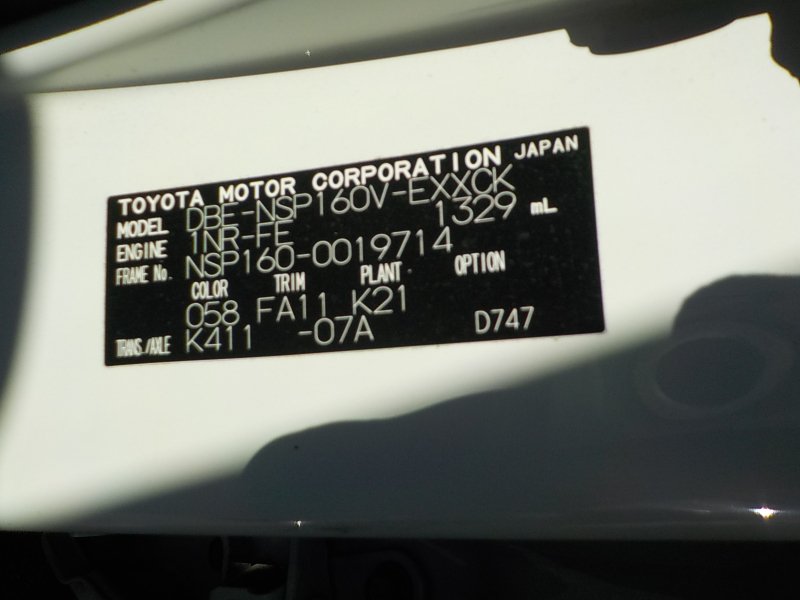 TOYOTA MOTOR CORPORATION JAPAN
MODEL DBE-NSP160V-EXXCK
ENGINE 1NR-FE 1329 mL
FRAME No. NSP160-0019714
COLOR TRIM PLANT OPTION
058 FA11 K21
TRANS./AXLE K411 -07A D747